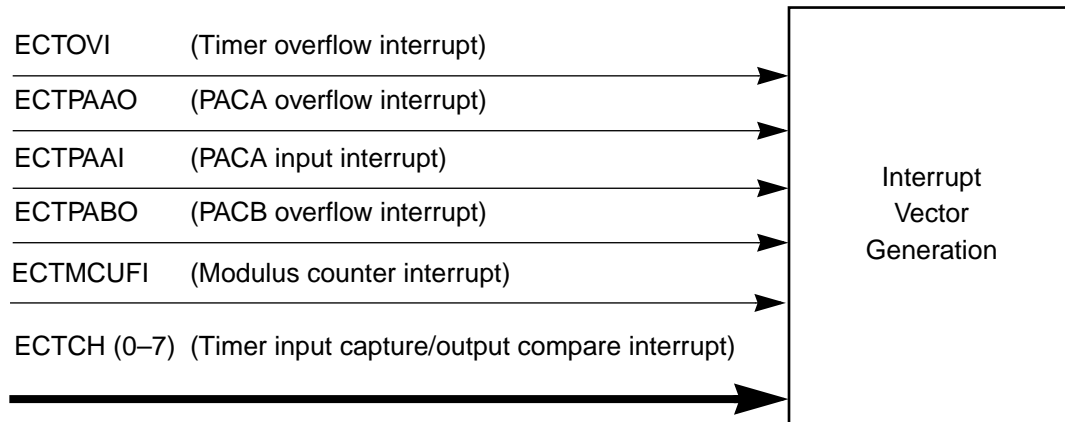 ECTOVI (Timer overflow interrupt)
ECTPAAO (PACA overflow interrupt)
ECTPAAI (PACA input interrupt)
ECTPABO (PACB overflow interrupt)
ECTMCUFI (Modulus counter interrupt)
ECTCH (0–7) (Timer input capture/output compare interrupt)
Interrupt
Vector
Generation